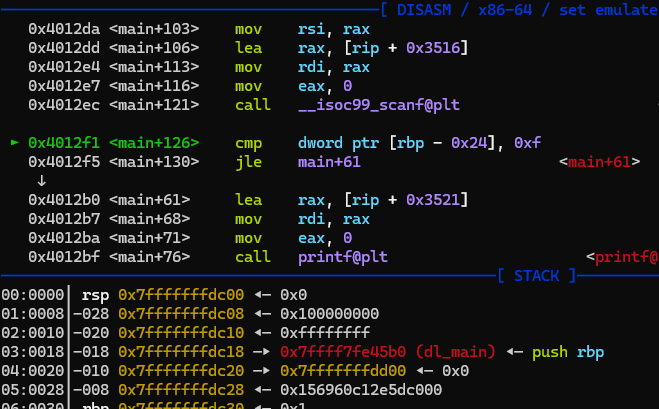 [ DISASM / x86-64 / set emulate
0x4012da <main+103> mov rsi, rax
0x4012dd <main+106> lea rax, [rip + 0x3516]
0x4012e4 <main+113> mov rdi, rax
0x4012e7 <main+116> mov eax, 0
0x4012ec <main+121> call __isoc99_scanf@plt
► 0x4012f1 <main+126> cmp dword ptr [rbp - 0x24], 0xf
0x4012f5 <main+130> jle main+61 <main+61>
↓
0x4012b0 <main+61> lea rax, [rip + 0x3521]
0x4012b7 <main+68> mov rdi, rax
0x4012ba <main+71> mov eax, 0
0x4012bf <main+76> call printf@plt <printf@
[ STACK ]
00:0000│ rsp 0x7fffffffdc00 ◂— 0x0
01:0008│-028 0x7fffffffdc08 ◂— 0x100000000
02:0010│-020 0x7fffffffdc10 ◂— 0xffffffff
03:0018│-018 0x7fffffffdc18 —▸ 0x7ffff7fe45b0 (dl_main) ◂— push rbp
04:0020│-010 0x7fffffffdc20 —▸ 0x7fffffffdd00 ◂— 0x0
05:0028│-008 0x7fffffffdc28 ◂— 0x156960c12e5dc000
06:0030│ rbp 0x7fffffffdc30 ◂— 0x1